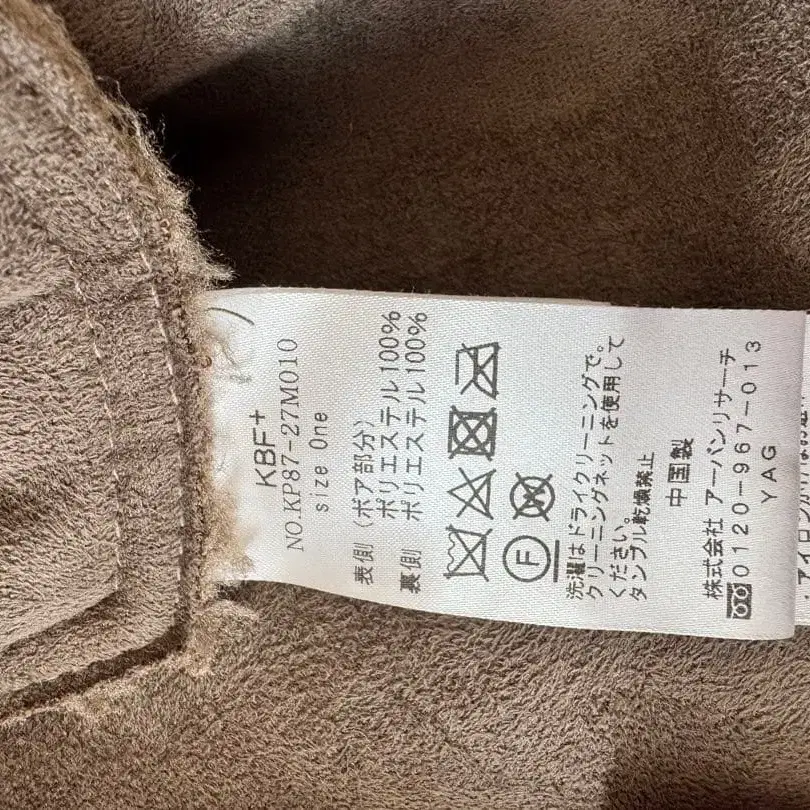 KBF+
NO.KP87-27M010
size One
表側 (ボア部分)
ポリエステル100%
裏側 ポリエステル100%
F
洗濯はドライクリーニングで。
クリーニングネットを使用して
ください。
タンブル乾燥禁止
中国製
株式会社 アーバンリサーチ
0120-967-013
YAG